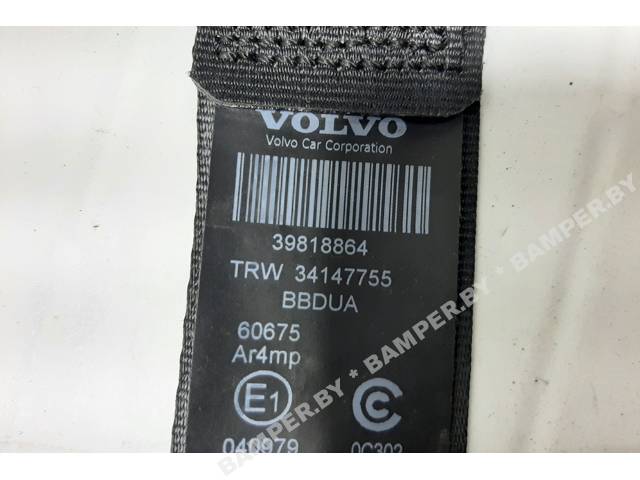 VOLVO
Volvo Car Corporation
39818864
TRW 34147755
BBDUA
60675
Ar4mp
E1
C
040979 0C302
BAMPER.BY * BAMPER.BY * BAMPER.BY